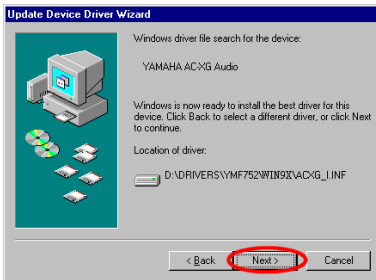 Update Device Driver Wizard
Windows driver file search for the device:
YAMAHA AC-XG Audio
Windows is now ready to install the best driver for this
device. Click Back to select a different driver, or click Next
to continue.
Location of driver:
D:\DRIVERS\YMF752\WIN9X\ACXG_I.INF
< Back
Next >
Cancel